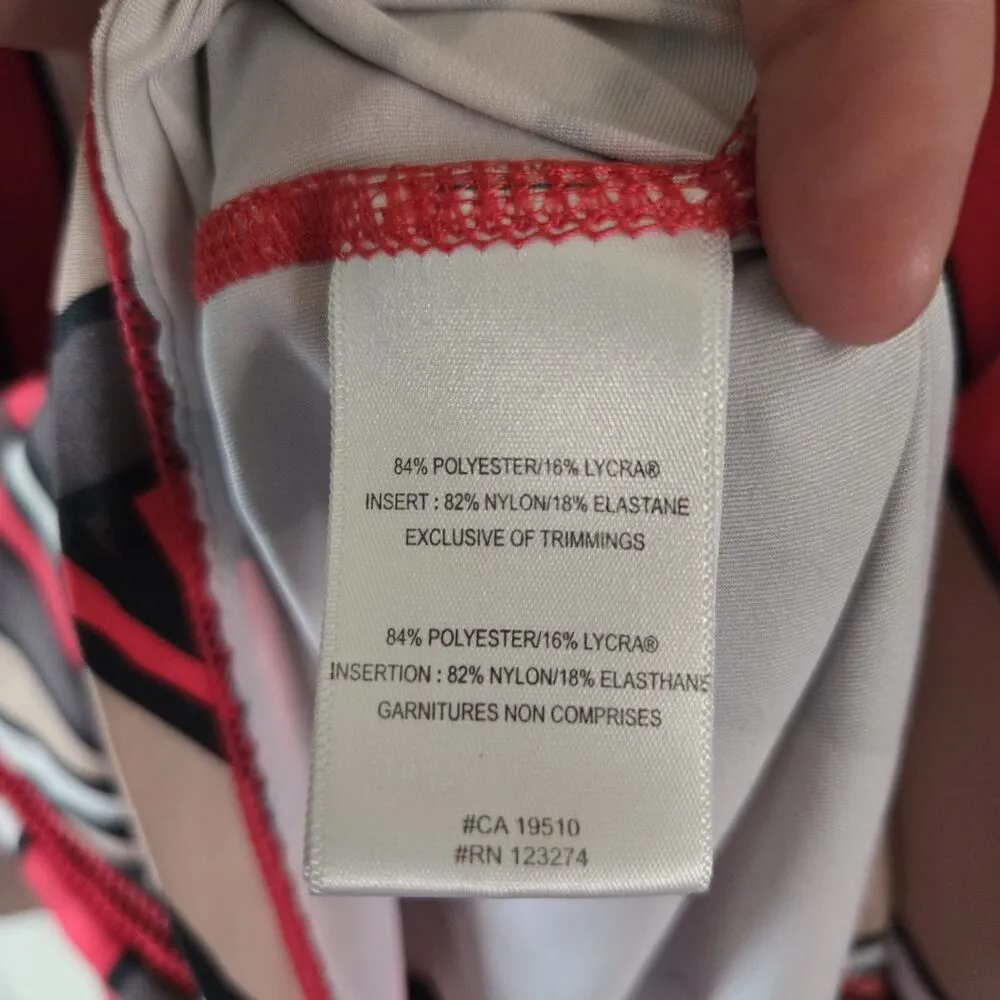 84% POLYESTER/16% LYCRA®
INSERT : 82% NYLON/18% ELASTANE
EXCLUSIVE OF TRIMMINGS
84% POLYESTER/16% LYCRA®
INSERTION : 82% NYLON/18% ELASTHANE
GARNITURES NON COMPRISES
#CA 19510
#RN 123274